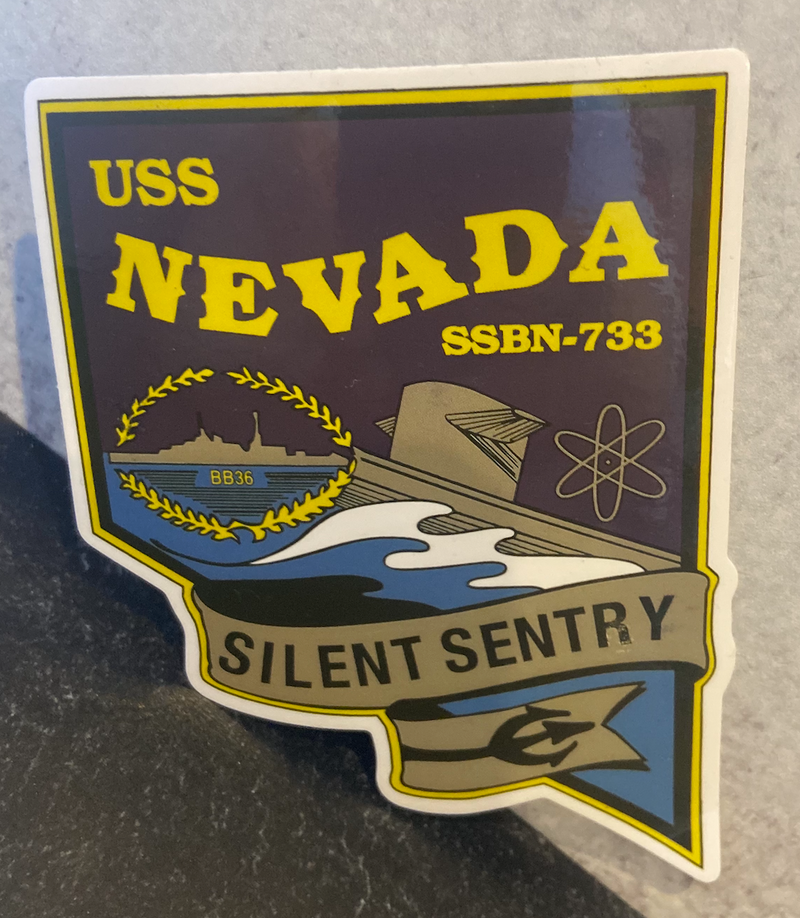 USS
NEVADA
SSBN-733
BB36
SILENT SENTRY